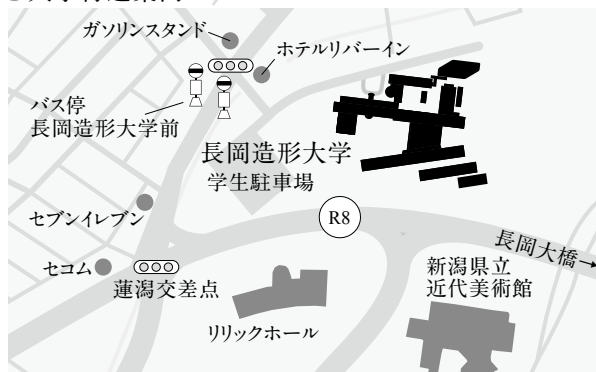 ガソリンスタンド
ホテルリバーイン
バス停
長岡造形大学前
長岡造形大学
学生駐車場
セブンイレブン
R8
長岡大橋→
セコム
蓮潟交差点
新潟県立
近代美術館
リリックホール